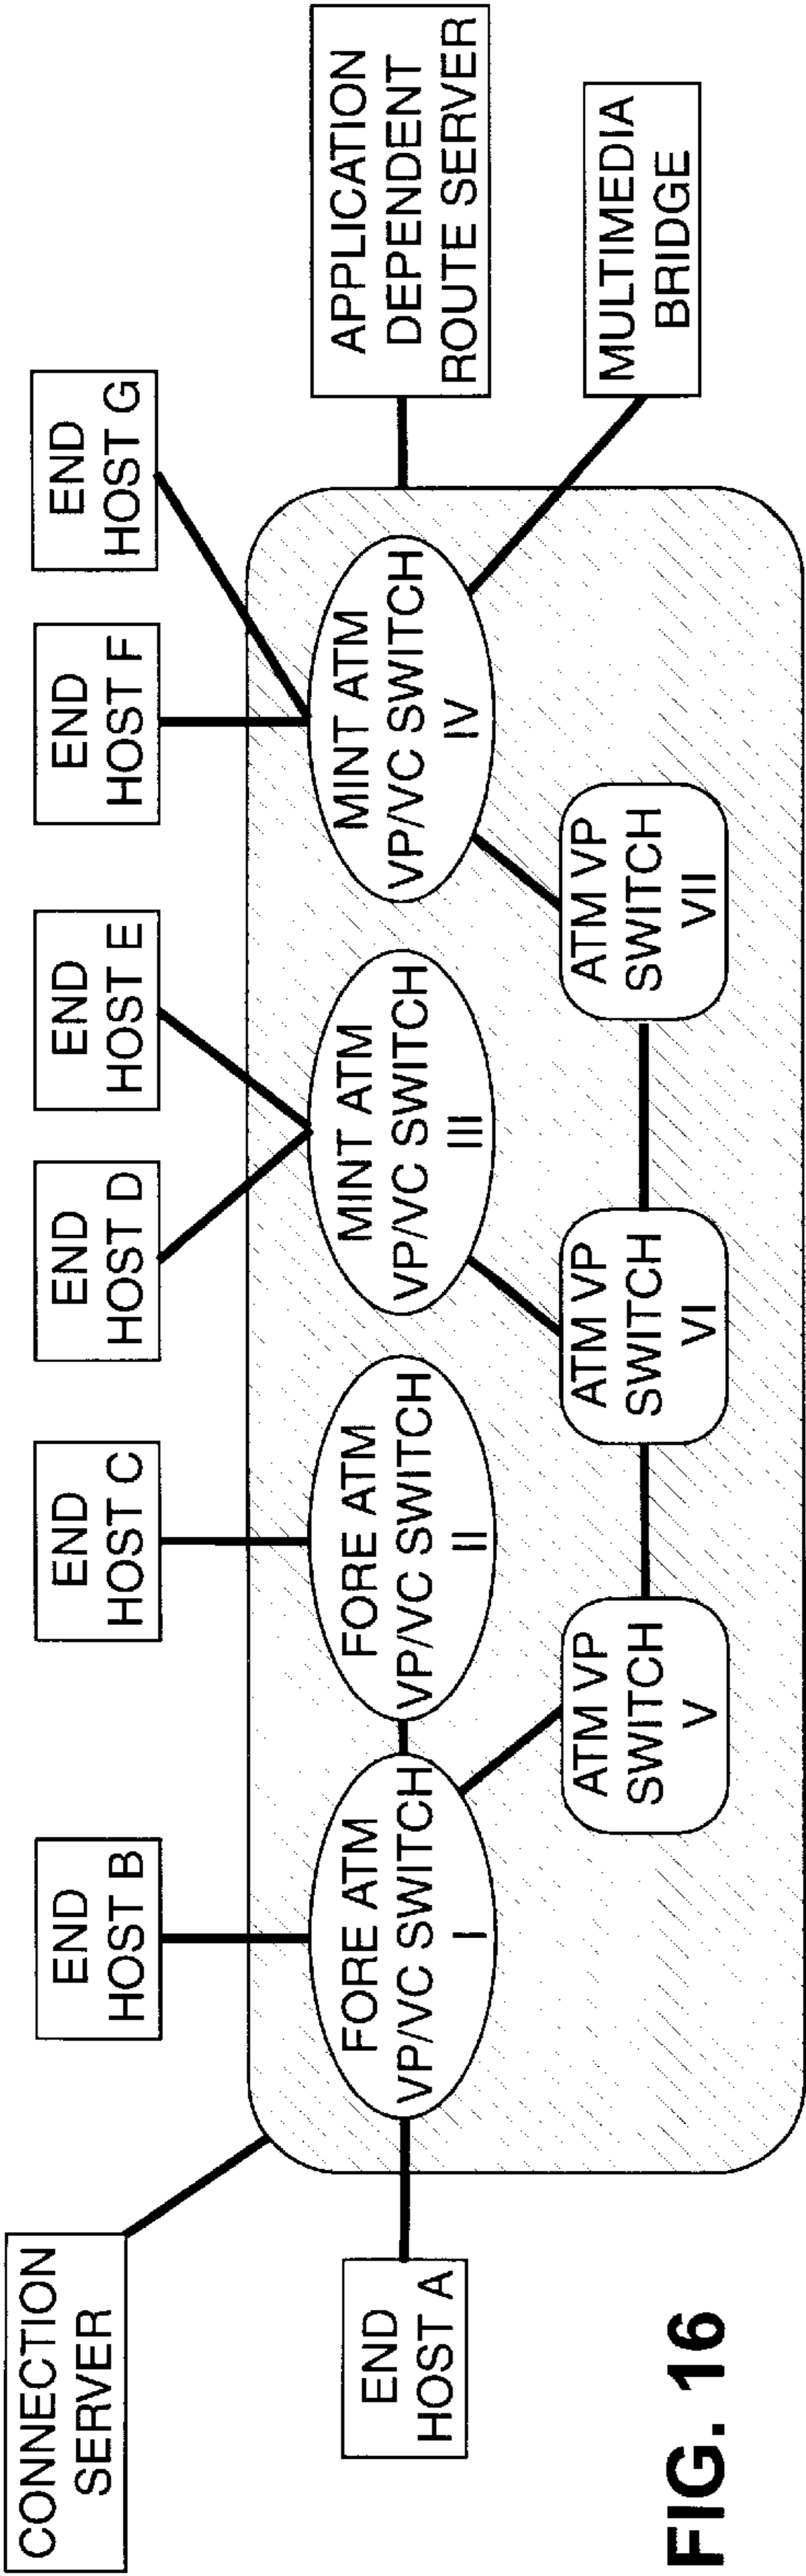 CONNECTION
SERVER
END
HOST A
END
HOST B
END
HOST C
END
HOST D
END
HOST E
END
HOST F
END
HOST G
FORE ATM
VP/VC SWITCH
I
FORE ATM
VP/VC SWITCH
II
MINT ATM
VP/VC SWITCH
III
MINT ATM
VP/VC SWITCH
IV
ATM VP
SWITCH
V
ATM VP
SWITCH
VI
ATM VP
SWITCH
VII
APPLICATION
DEPENDENT
ROUTE SERVER
MULTIMEDIA
BRIDGE
FIG. 16